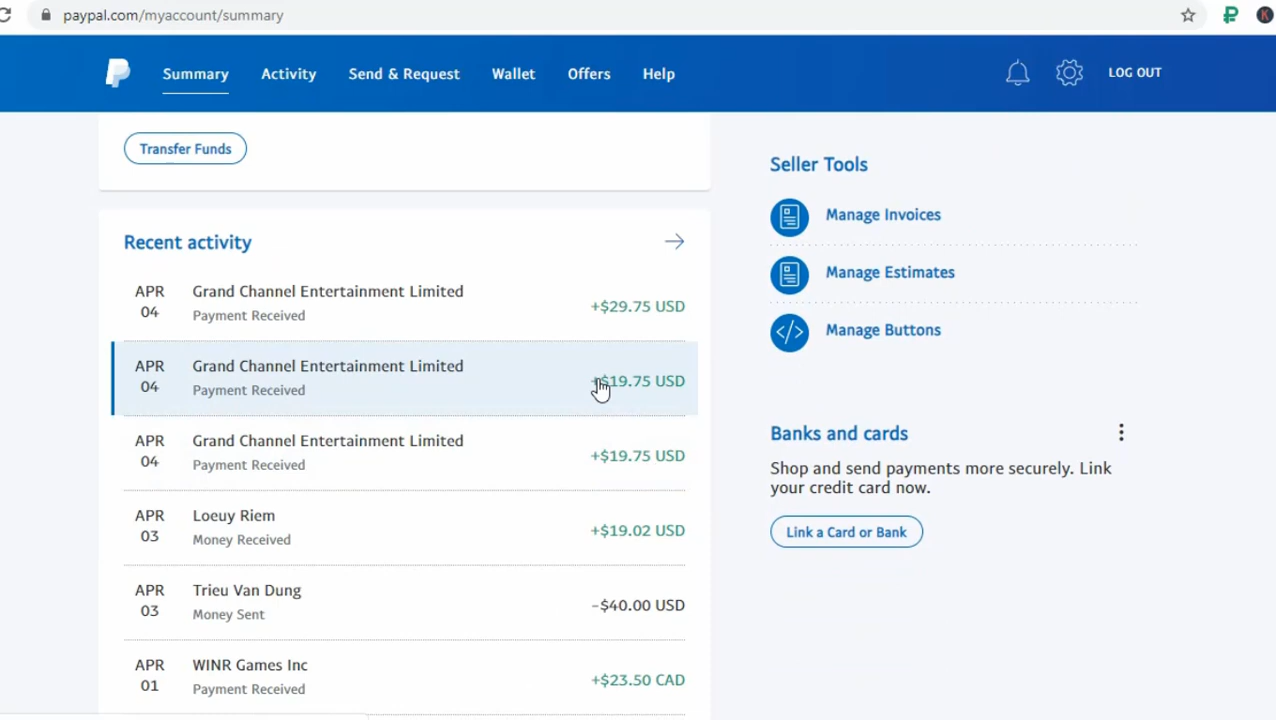 paypal.com/myaccount/summary
Summary Activity Send & Request Wallet Offers Help LOG OUT
Transfer Funds
Recent activity
APR 04
Grand Channel Entertainment Limited
Payment Received
+$29.75 USD
APR 04
Grand Channel Entertainment Limited
Payment Received
+$19.75 USD
APR 04
Grand Channel Entertainment Limited
Payment Received
+$19.75 USD
APR 03
Loeuy Riem
Money Received
+$19.02 USD
APR 03
Trieu Van Dung
Money Sent
-$40.00 USD
APR 01
WINR Games Inc
Payment Received
+$23.50 CAD
Seller Tools
Manage Invoices
Manage Estimates
Manage Buttons
Banks and cards
Shop and send payments more securely. Link
your credit card now.
Link a Card or Bank